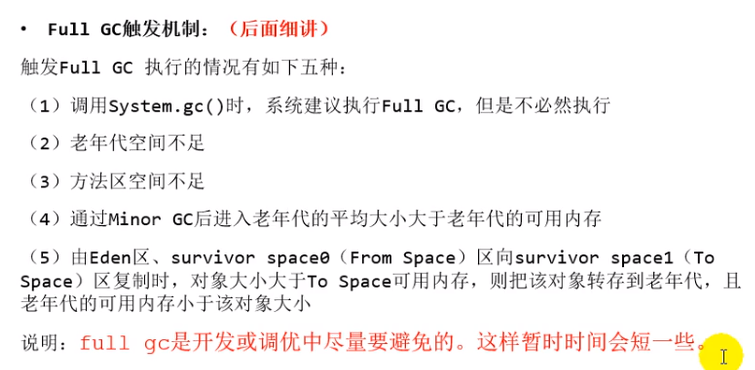 • Full GC触发机制：（后面细讲）
触发Full GC 执行的情况有如下五种：
（1）调用System.gc()时，系统建议执行Full GC，但是不必然执行
（2）老年代空间不足
（3）方法区空间不足
（4）通过Minor GC后进入老年代的平均大小大于老年代的可用内存
（5）由Eden区、survivor space0（From Space）区向survivor space1（To
Space）区复制时，对象大小大于To Space可用内存，则把该对象转存到老年代，且
老年代的可用内存小于该对象大小
说明：full gc是开发或调优中尽量要避免的。这样暂时时间会短一些。